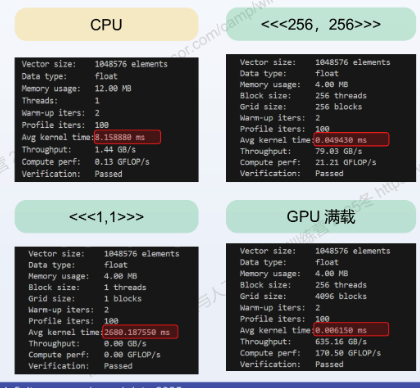 CPU
Vector size: 1048576 elements
Data type: float
Memory usage: 12.00 MB
Threads: 1
Warm-up iters: 2
Profile iters: 100
Avg kernel time:8.158880 ms
Throughput: 1.44 GB/s
Compute perf: 0.13 GFLOP/s
Verification: Passed
<<<256，256>>>
Vector size: 1048576 elements
Data type: float
Memory usage: 4.00 MB
Block size: 256 threads
Grid size: 256 blocks
Warm-up iters: 2
Profile iters: 100
Avg kernel time:0.049430 ms
Throughput: 79.03 GB/s
Compute perf: 21.21 GFLOP/s
Verification: Passed
<<<1,1>>>
Vector size: 1048576 elements
Data type: float
Memory usage: 4.00 MB
Block size: 1 threads
Grid size: 1 blocks
Warm-up iters: 2
Profile iters: 100
Avg kernel time:2680.187550 ms
Throughput: 0.00 GB/s
Compute perf: 0.00 GFLOP/s
Verification: Passed
GPU 满载
Vector size: 1048576 elements
Data type: float
Memory usage: 4.00 MB
Block size: 256 threads
Grid size: 4096 blocks
Warm-up iters: 2
Profile iters: 100
Avg kernel time:0.006150 ms
Throughput: 635.16 GB/s
Compute perf: 170.50 GFLOP/s
Verification: Passed